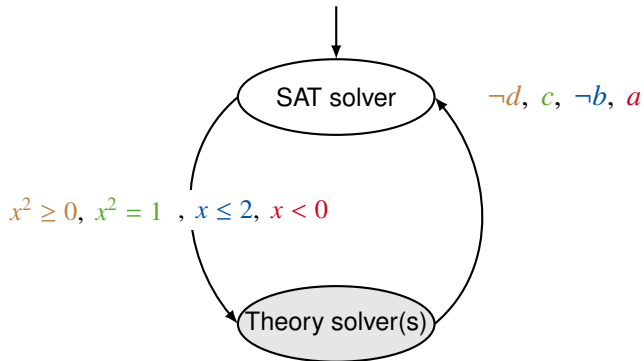 SAT solver
¬d, c, ¬b, a
x² ≥ 0, x² = 1 , x ≤ 2, x < 0
Theory solver(s)